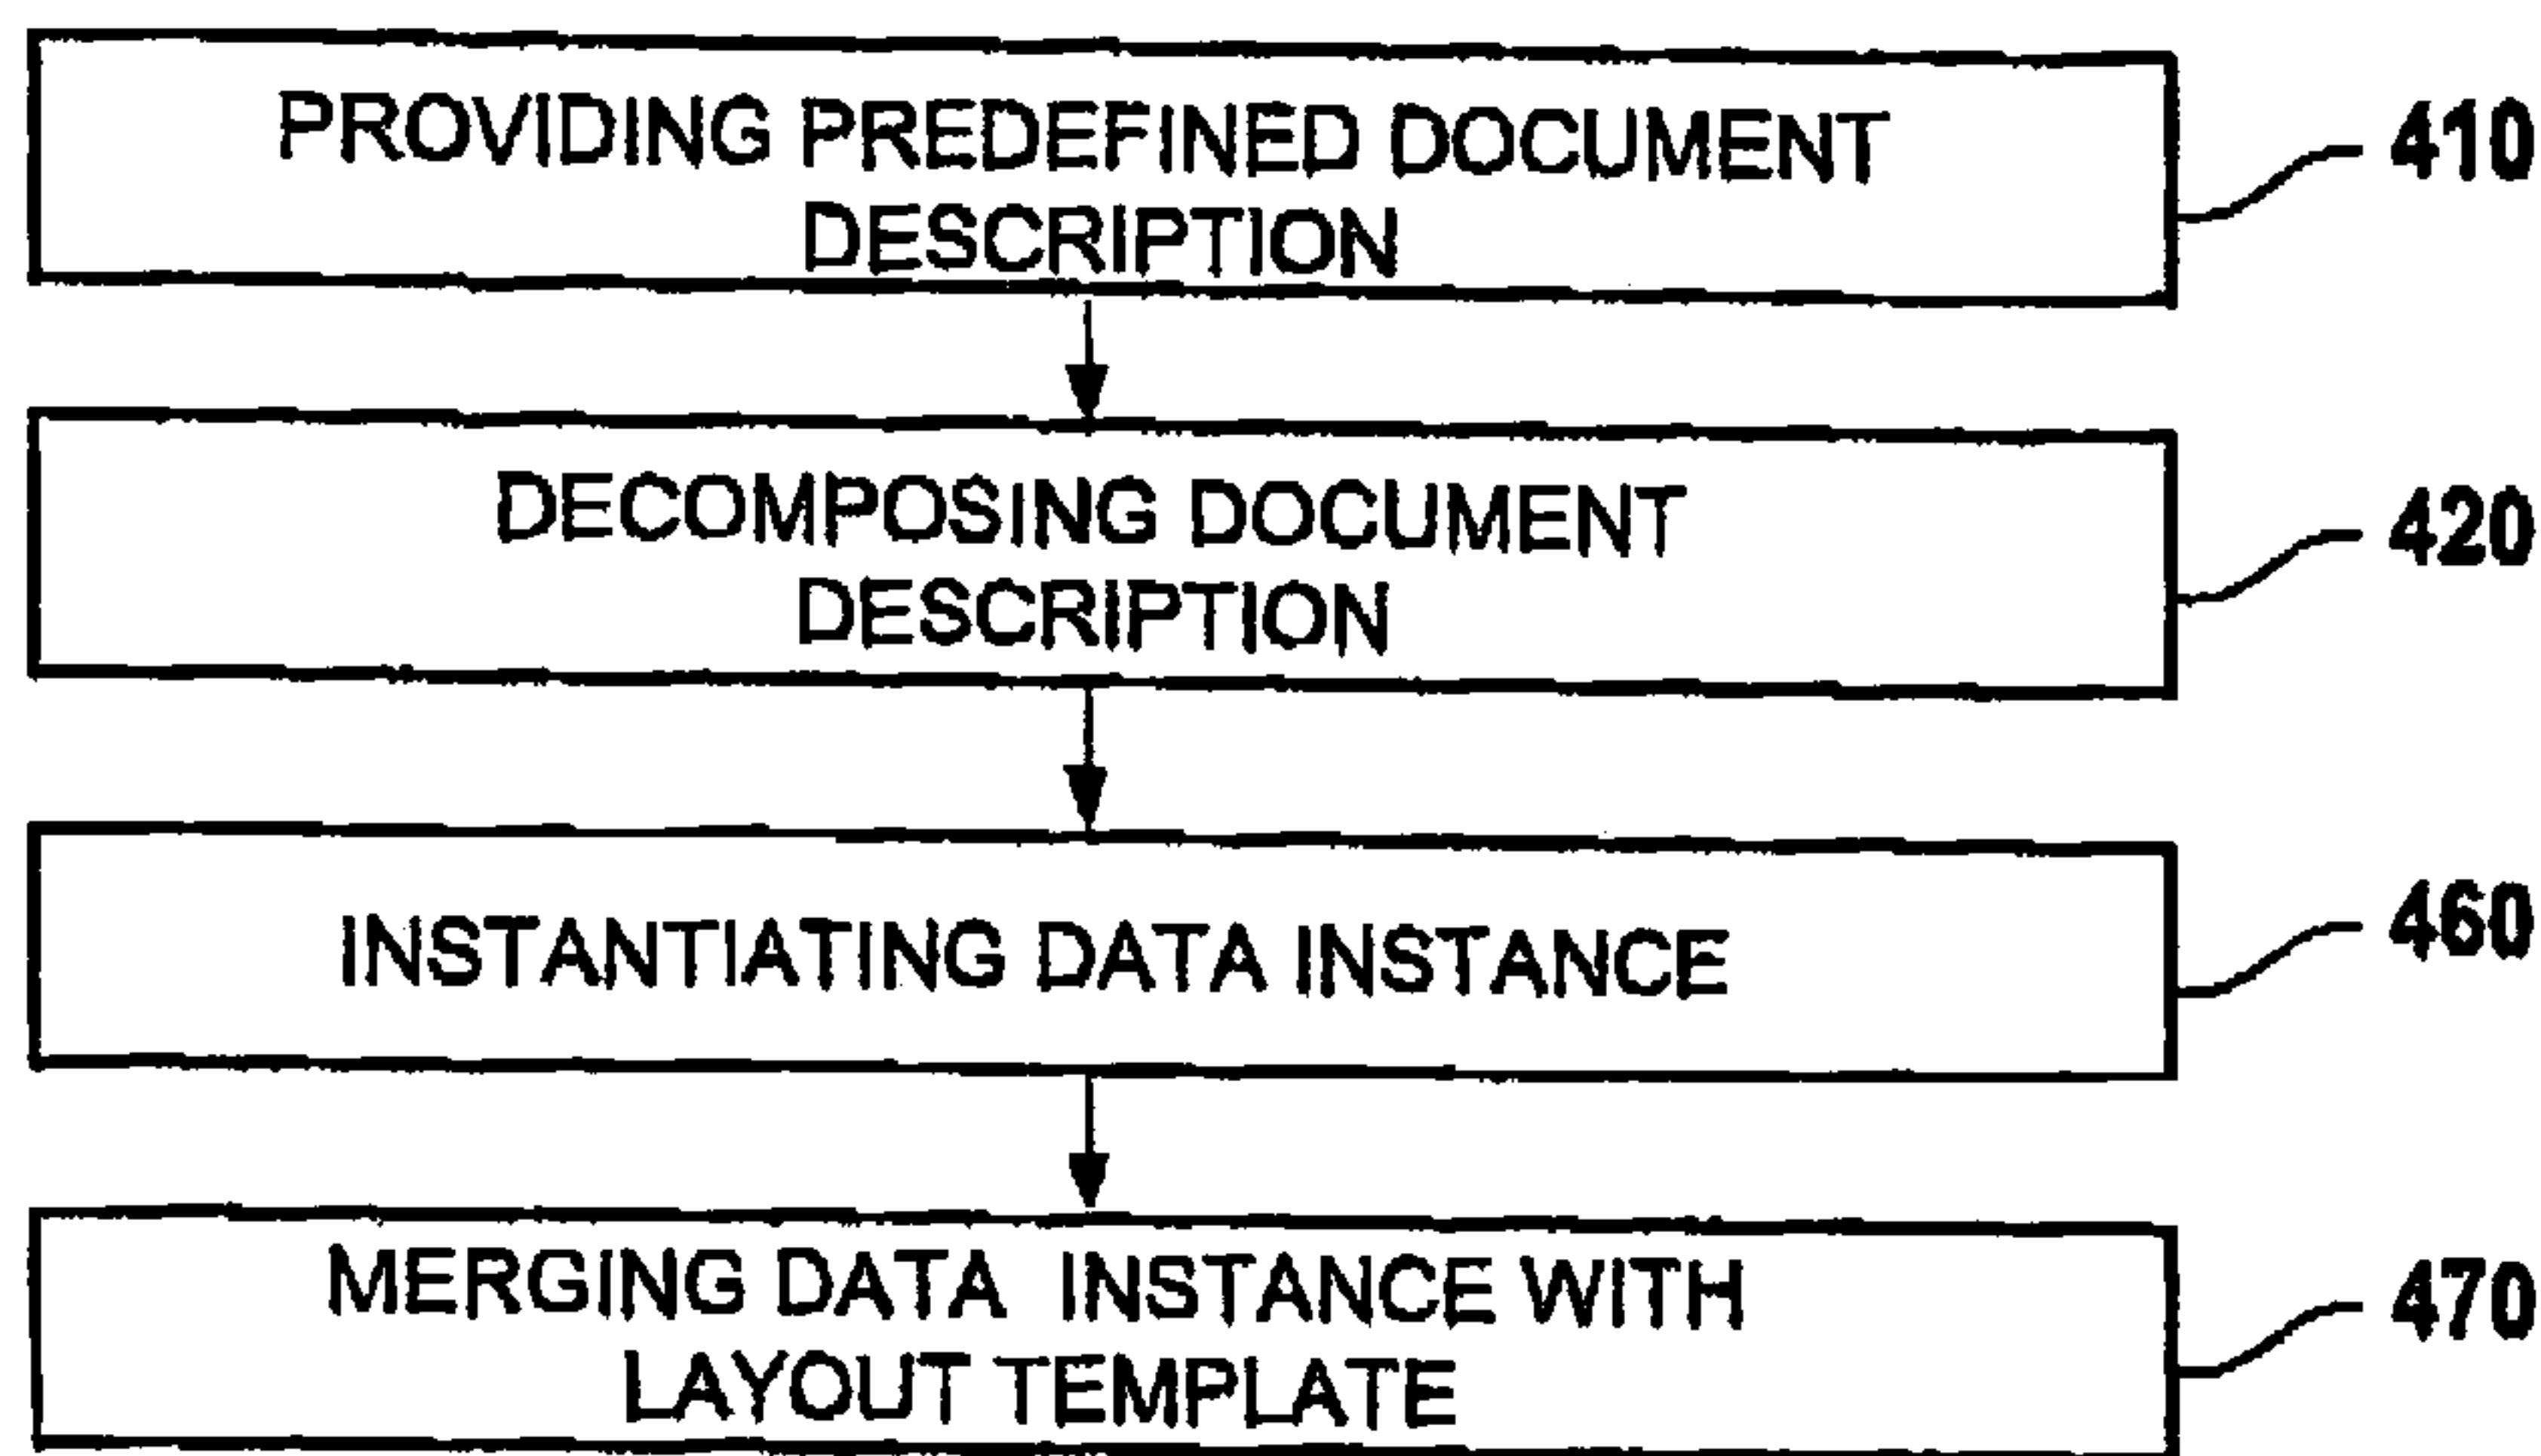 PROVIDING PREDEFINED DOCUMENT
DESCRIPTION
410
DECOMPOSING DOCUMENT
DESCRIPTION
420
INSTANTIATING DATA INSTANCE
460
MERGING DATA INSTANCE WITH
LAYOUT TEMPLATE
470